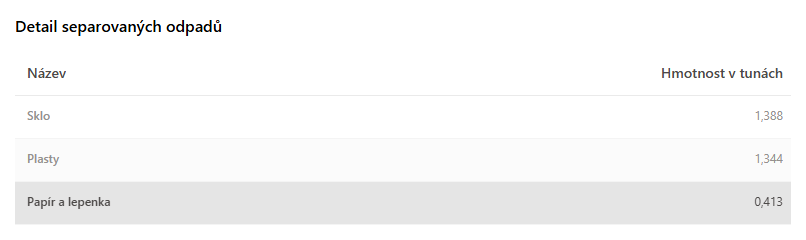 Detail separovaných odpadů
Název Hmotnost v tunách
Sklo 1,388
Plasty 1,344
Papír a lepenka 0,413